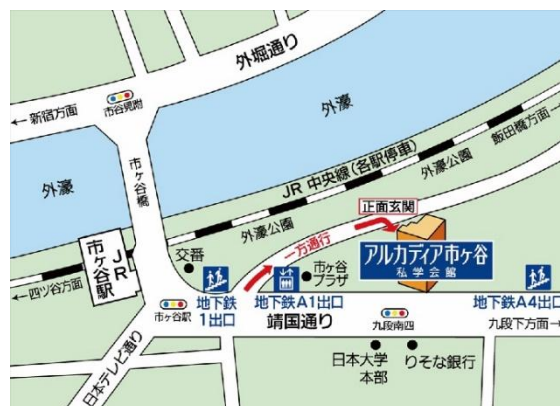 外堀通り
←新宿方面
市谷見附
外濠
飯田橋方面→
JR 中央線(各駅停車)
外濠公園
市ヶ谷橋
外濠
正面玄関
外濠公園
一方通行
アルカディア市ヶ谷
私学会館
交番
JR
市ヶ谷駅
市ヶ谷
プラザ
←四ツ谷方面
地下鉄
1出口
地下鉄A1出口
地下鉄A4出口
市ヶ谷駅
靖国通り
九段南四
九段下方面→
日本テレビ通り
日本大学
本部
りそな銀行